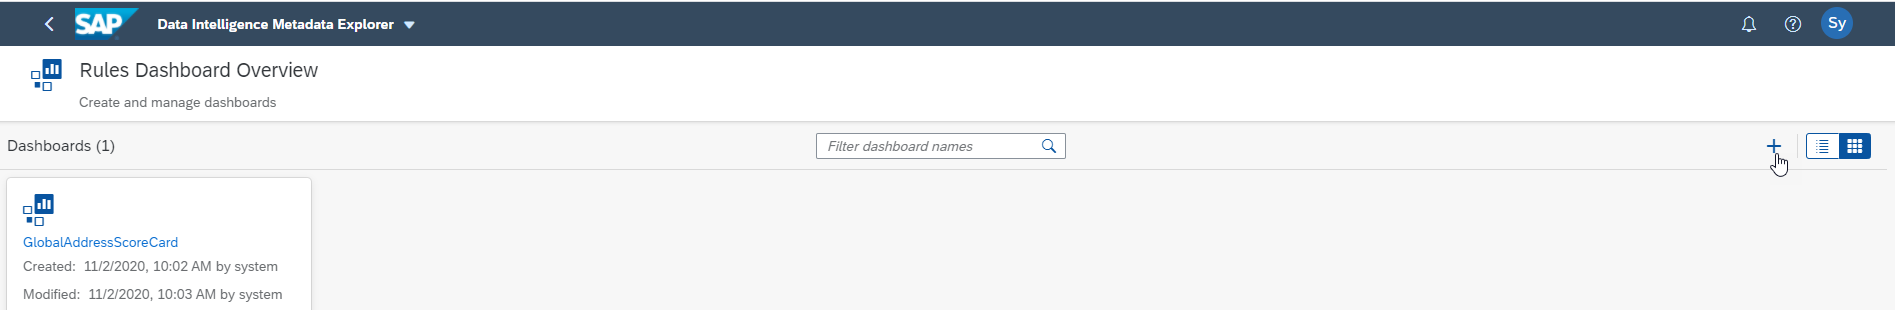 SAP Data Intelligence Metadata Explorer Sy
Rules Dashboard Overview
Create and manage dashboards
Dashboards (1) Filter dashboard names
GlobalAddressScoreCard
Created: 11/2/2020, 10:02 AM by system
Modified: 11/2/2020, 10:03 AM by system